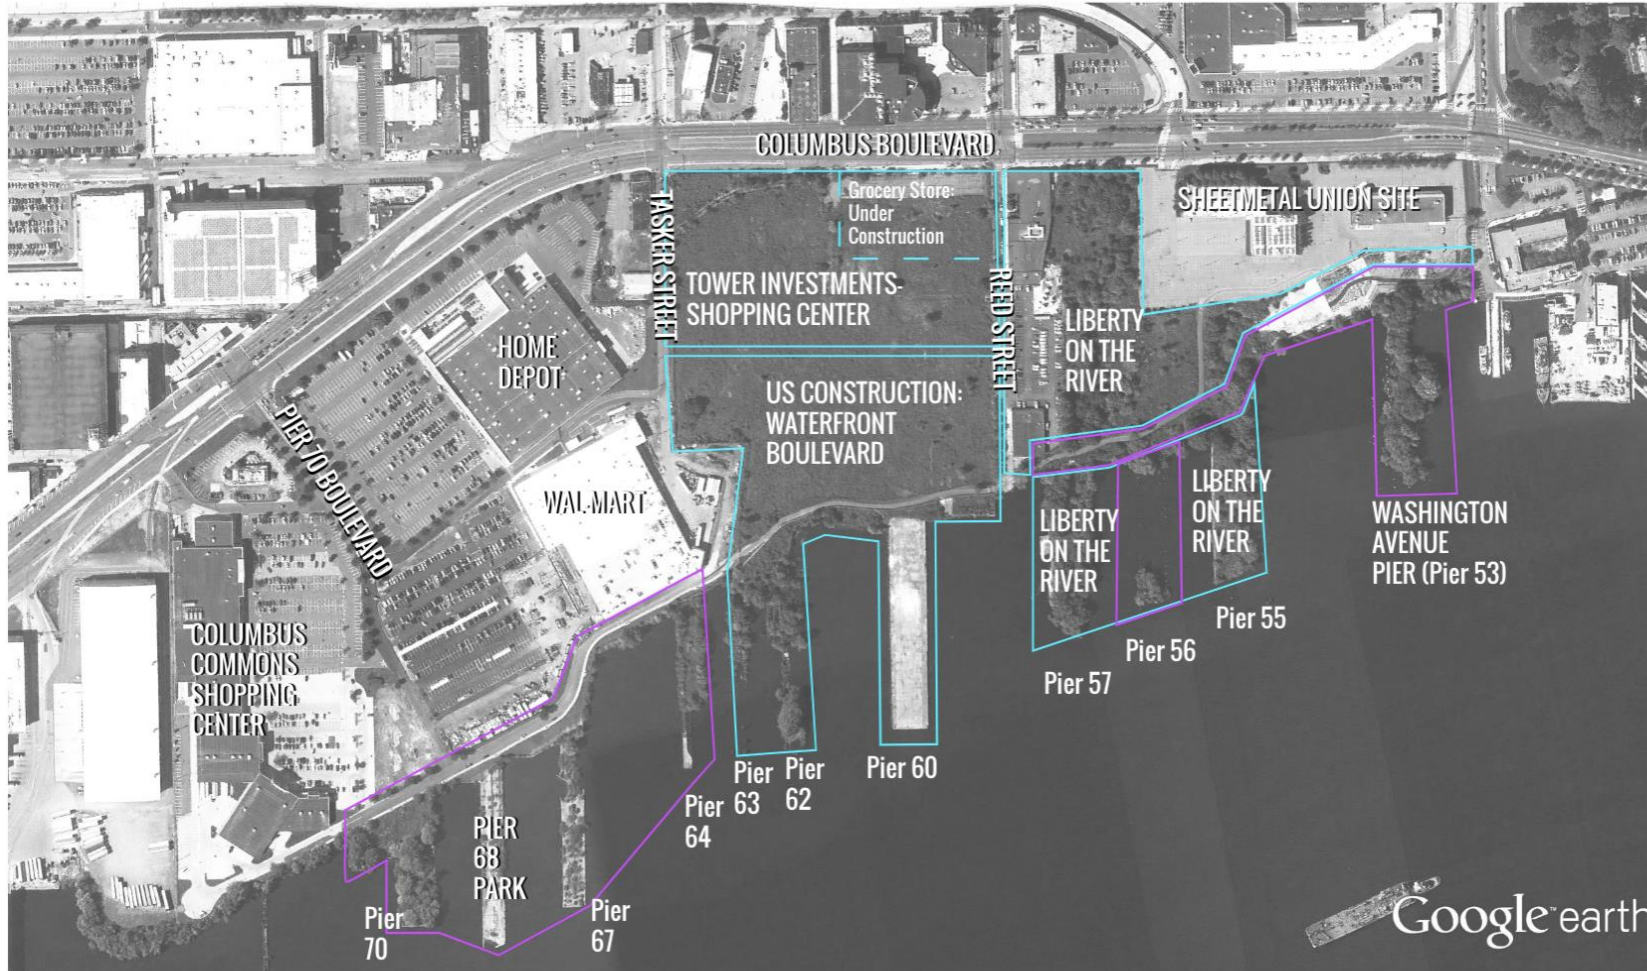 COLUMBUS BOULEVARD
TASKER STREET
Grocery Store:
Under
Construction
SHEETMETAL UNION SITE
TOWER INVESTMENTS-
SHOPPING CENTER
REED STREET
LIBERTY
ON THE
RIVER
HOME
DEPOT
US CONSTRUCTION:
WATERFRONT
BOULEVARD
PIER 70 BOULEVARD
WAL-MART
LIBERTY
ON THE
RIVER
LIBERTY
ON THE
RIVER
WASHINGTON
AVENUE
PIER (Pier 53)
COLUMBUS
COMMONS
SHOPPING
CENTER
Pier 55
Pier 56
Pier 57
Pier 60
Pier
62
Pier
63
Pier
64
PIER
68
PARK
Pier
67
Pier
70
Google earth